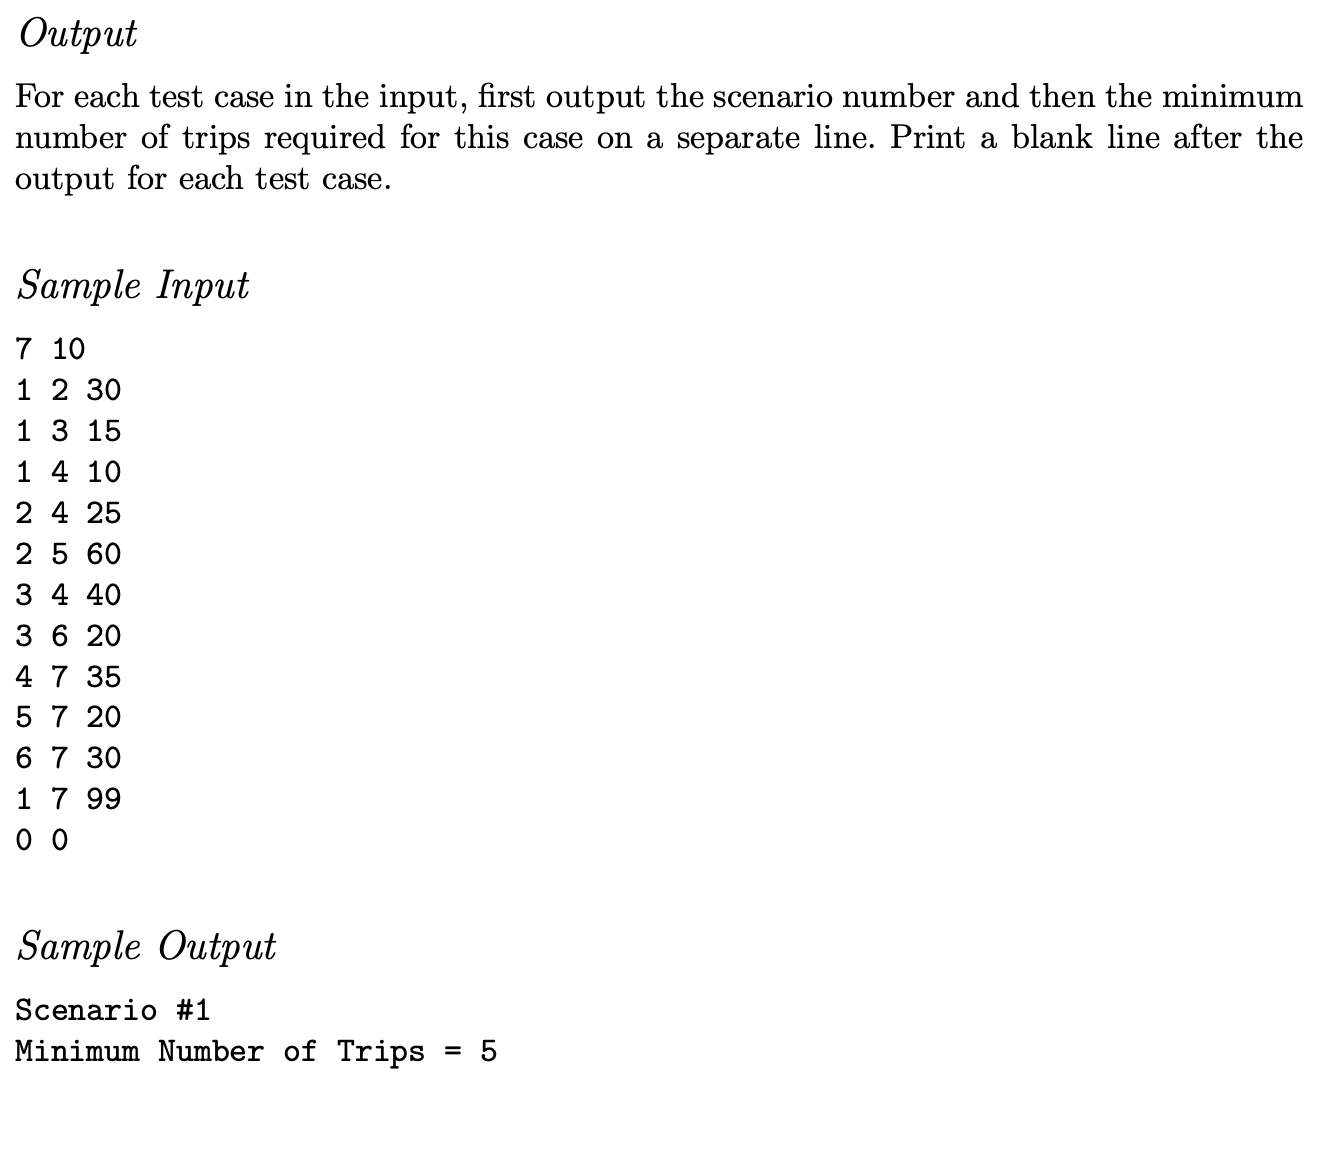 Output
For each test case in the input, first output the scenario number and then the minimum
number of trips required for this case on a separate line. Print a blank line after the
output for each test case.
Sample Input
7 10
1 2 30
1 3 15
1 4 10
2 4 25
2 5 60
3 4 40
3 6 20
4 7 35
5 7 20
6 7 30
1 7 99
0 0
Sample Output
Scenario #1
Minimum Number of Trips = 5